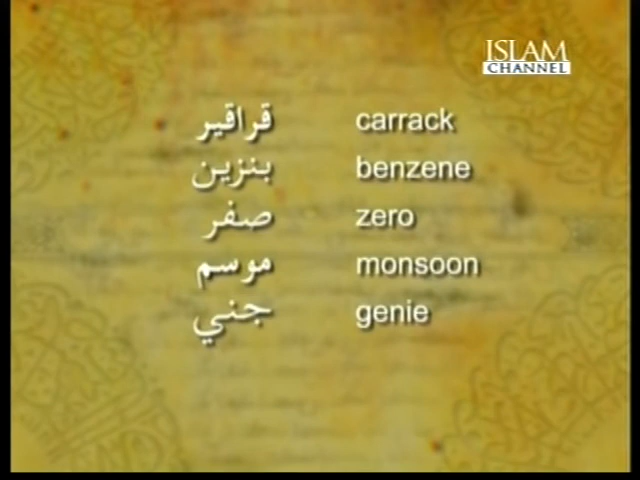 ISLAM
CHANNEL
قراقير carrack
بنزين benzene
صفر zero
موسم monsoon
جني genie